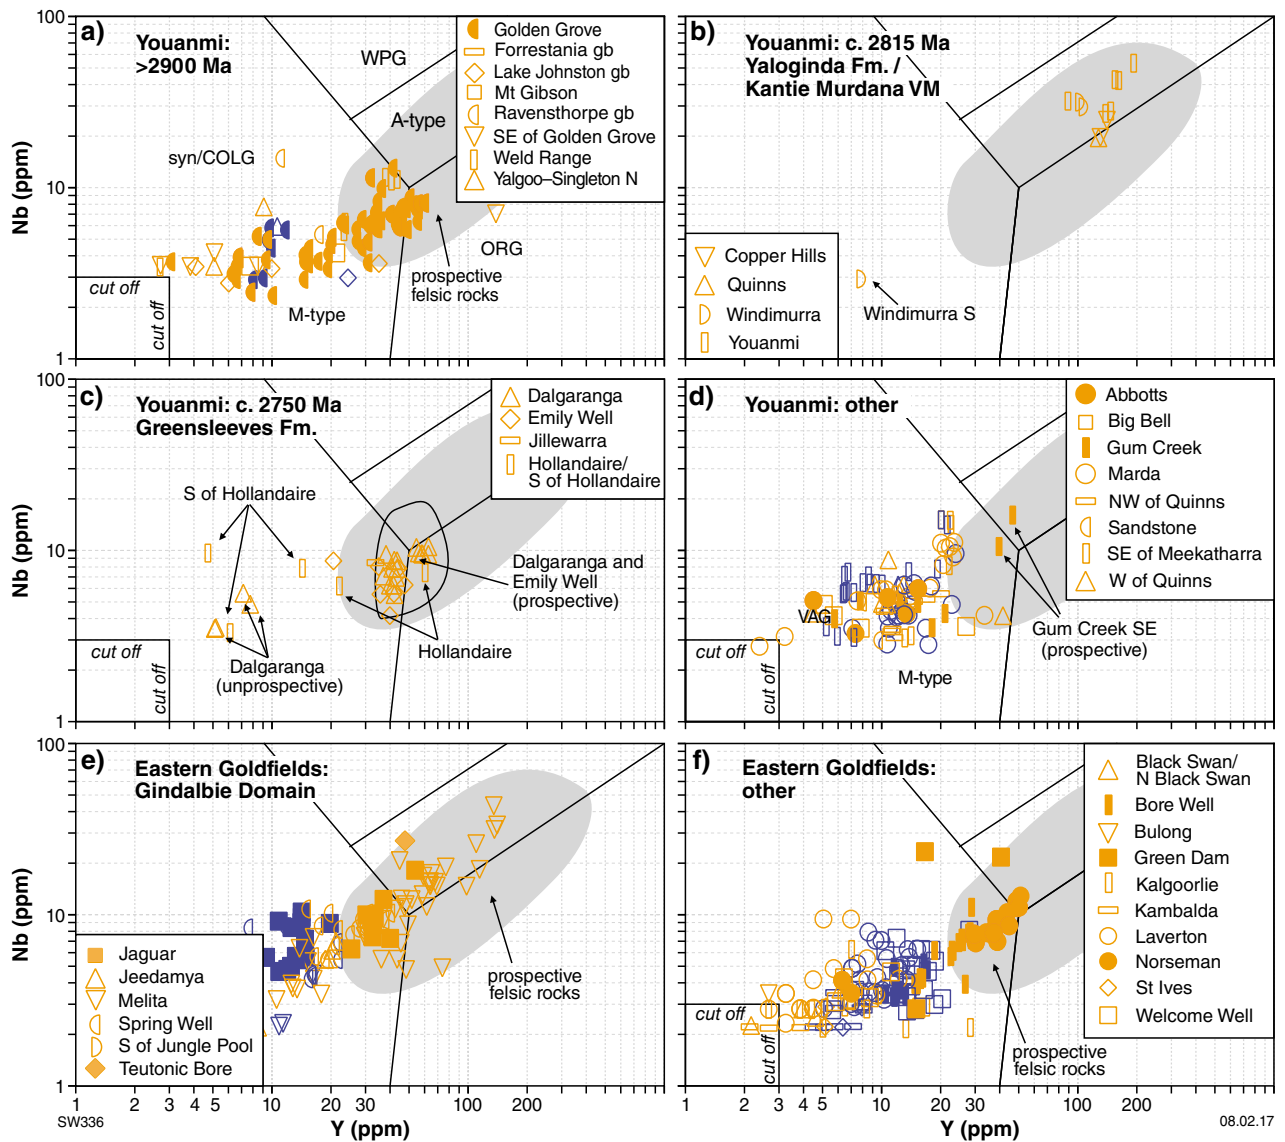 a)
Youanmi:
>2900 Ma
WPG
A-type
syn/COLG
ORG
prospective
felsic rocks
M-type
cut off
cut off
Golden Grove
Forrestania gb
Lake Johnston gb
Mt Gibson
Ravensthorpe gb
SE of Golden Grove
Weld Range
Yalgoo–Singleton N
Nb (ppm)
100
10
1
b)
Youanmi: c. 2815 Ma
Yaloginda Fm. /
Kantie Murdana VM
Copper Hills
Quinns
Windimurra
Youanmi
Windimurra S
100
10
1
c)
Youanmi: c. 2750 Ma
Greensleeves Fm.
Dalgaranga
Emily Well
Jillewarra
Hollandaire/
S of Hollandaire
S of Hollandaire
Dalgaranga and
Emily Well
(prospective)
Hollandaire
Dalgaranga
(unprospective)
cut off
cut off
Nb (ppm)
100
10
1
d)
Youanmi: other
Abbotts
Big Bell
Gum Creek
Marda
NW of Quinns
Sandstone
SE of Meekatharra
W of Quinns
VAG
Gum Creek SE
(prospective)
M-type
cut off
cut off
100
10
1
e)
Eastern Goldfields:
Gindalbie Domain
Jaguar
Jeedamya
Melita
Spring Well
S of Jungle Pool
Teutonic Bore
prospective
felsic rocks
Nb (ppm)
100
10
1
1 2 3 4 5 10 20 30 100 200
Y (ppm)
SW336
f)
Eastern Goldfields:
other
Black Swan/
N Black Swan
Bore Well
Bulong
Green Dam
Kalgoorlie
Kambalda
Laverton
Norseman
St Ives
Welcome Well
cut off
cut off
prospective
felsic rocks
100
10
1
1 2 3 4 5 10 20 30 100 200
Y (ppm)
08.02.17